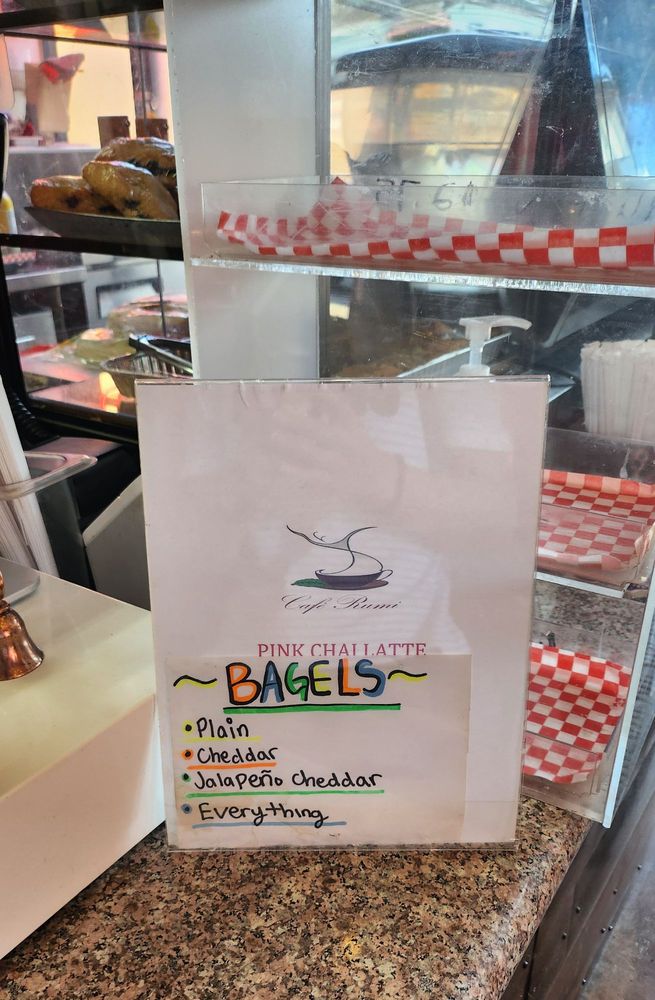 Café Rumi
PINK CHAI LATTE
~BAGELS~
•Plain
•Cheddar
•Jalapeño Cheddar
•Everything